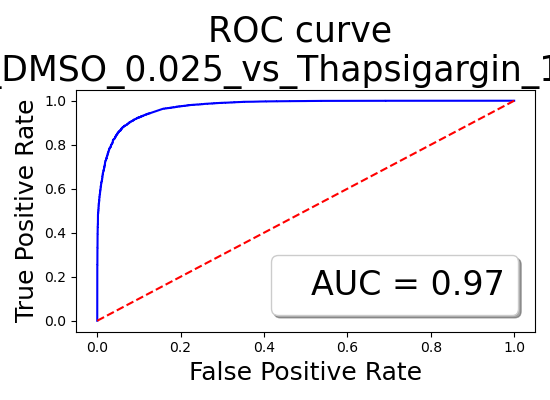 ROC curve
_DMSO_0.025_vs_Thapsigargin_1
True Positive Rate
1.0
0.8
0.6
0.4
0.2
0.0
AUC = 0.97
0.0 0.2 0.4 0.6 0.8 1.0
False Positive Rate